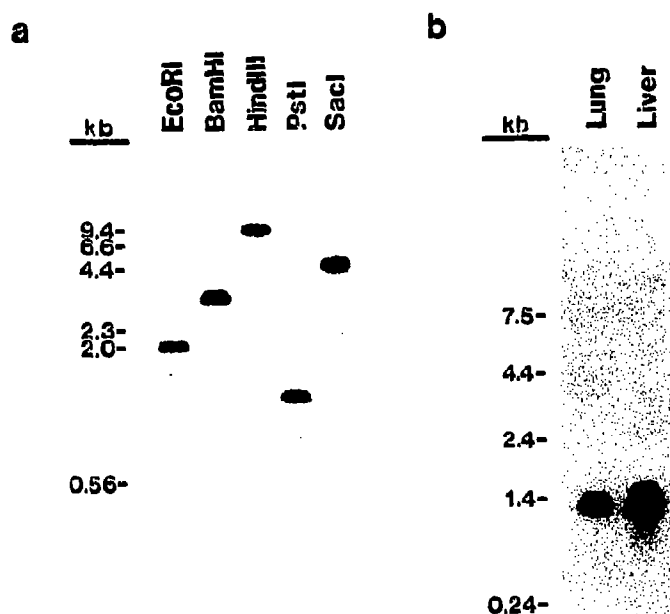 a
kb
EcoRI
BamHI
HindIII
PstI
SacI
9.4-
6.6-
4.4-
2.3-
2.0-
0.56-
b
kb
Lung
Liver
7.5-
4.4-
2.4-
1.4-
0.24-